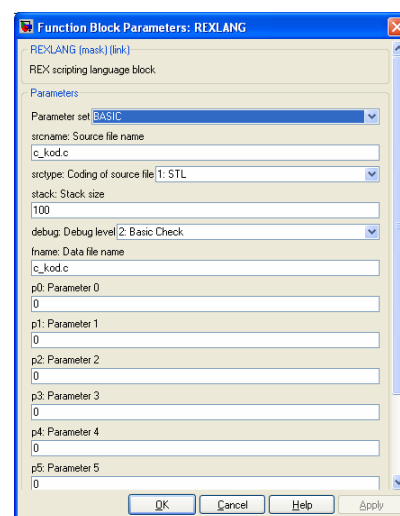 Function Block Parameters: REXLANG
REXLANG (mask) (link)
REX scripting language block
Parameters
Parameter set BASIC
srcname: Source file name
c_kod.c
srctype: Coding of source file 1: STL
stack: Stack size
100
debug: Debug level 2: Basic Check
fname: Data file name
c_kod.c
p0: Parameter 0
0
p1: Parameter 1
0
p2: Parameter 2
0
p3: Parameter 3
0
p4: Parameter 4
0
p5: Parameter 5
0
OK Cancel Help Apply